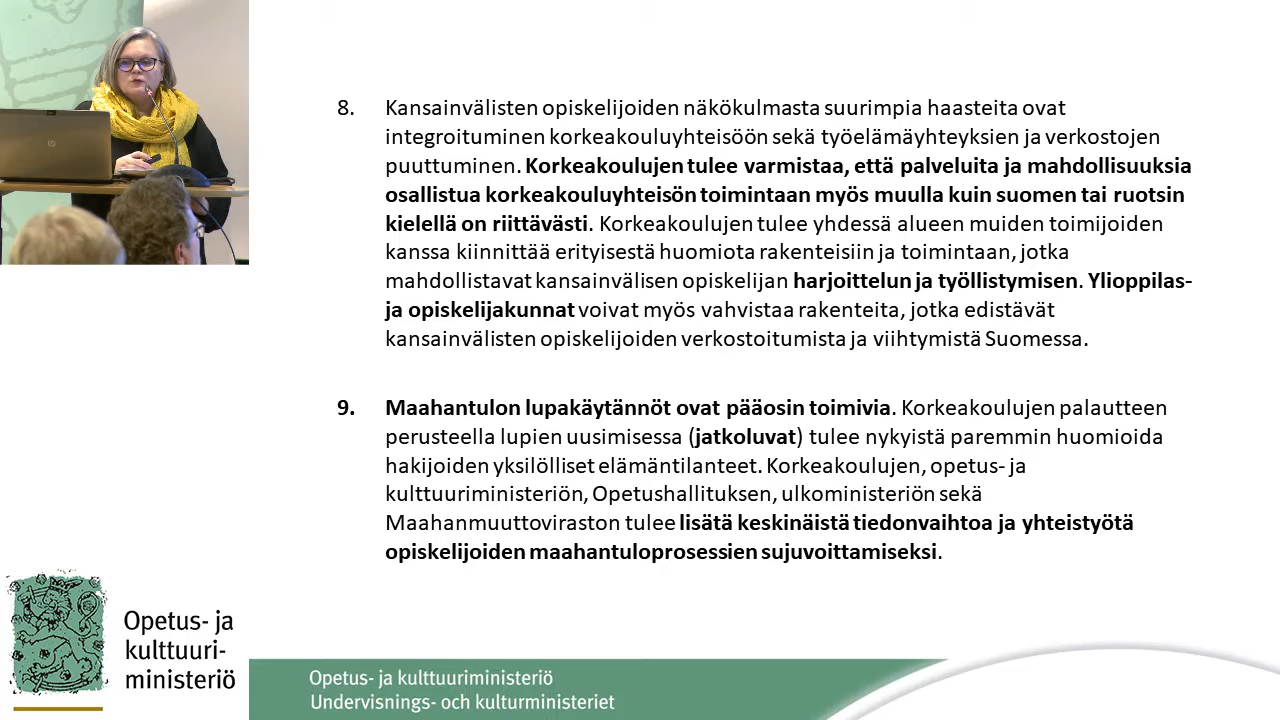 8. Kansainvälisten opiskelijoiden näkökulmasta suurimpia haasteita ovat
integroituminen korkeakouluyhteisöön sekä työelämäyhteyksien ja verkostojen
puuttuminen. Korkeakoulujen tulee varmistaa, että palveluita ja mahdollisuuksia
osallistua korkeakouluyhteisön toimintaan myös muulla kuin suomen tai ruotsin
kielellä on riittävästi. Korkeakoulujen tulee yhdessä alueen muiden toimijoiden
kanssa kiinnittää erityisestä huomiota rakenteisiin ja toimintaan, jotka
mahdollistavat kansainvälisen opiskelijan harjoittelun ja työllistymisen. Ylioppilas-
ja opiskelijakunnat voivat myös vahvistaa rakenteita, jotka edistävät
kansainvälisten opiskelijoiden verkostoitumista ja viihtymistä Suomessa.
9. Maahantulon lupakäytännöt ovat pääosin toimivia. Korkeakoulujen palautteen
perusteella lupien uusimisessa (jatkoluvat) tulee nykyistä paremmin huomioida
hakijoiden yksilölliset elämäntilanteet. Korkeakoulujen, opetus- ja
kulttuuriministeriön, Opetushallituksen, ulkoministeriön sekä
Maahanmuuttoviraston tulee lisätä keskinäistä tiedonvaihtoa ja yhteistyötä
opiskelijoiden maahantuloprosessien sujuvoittamiseksi.
Opetus- ja
kulttuuri-
ministeriö
Opetus- ja kulttuuriministeriö
Undervisnings- och kulturministeriet